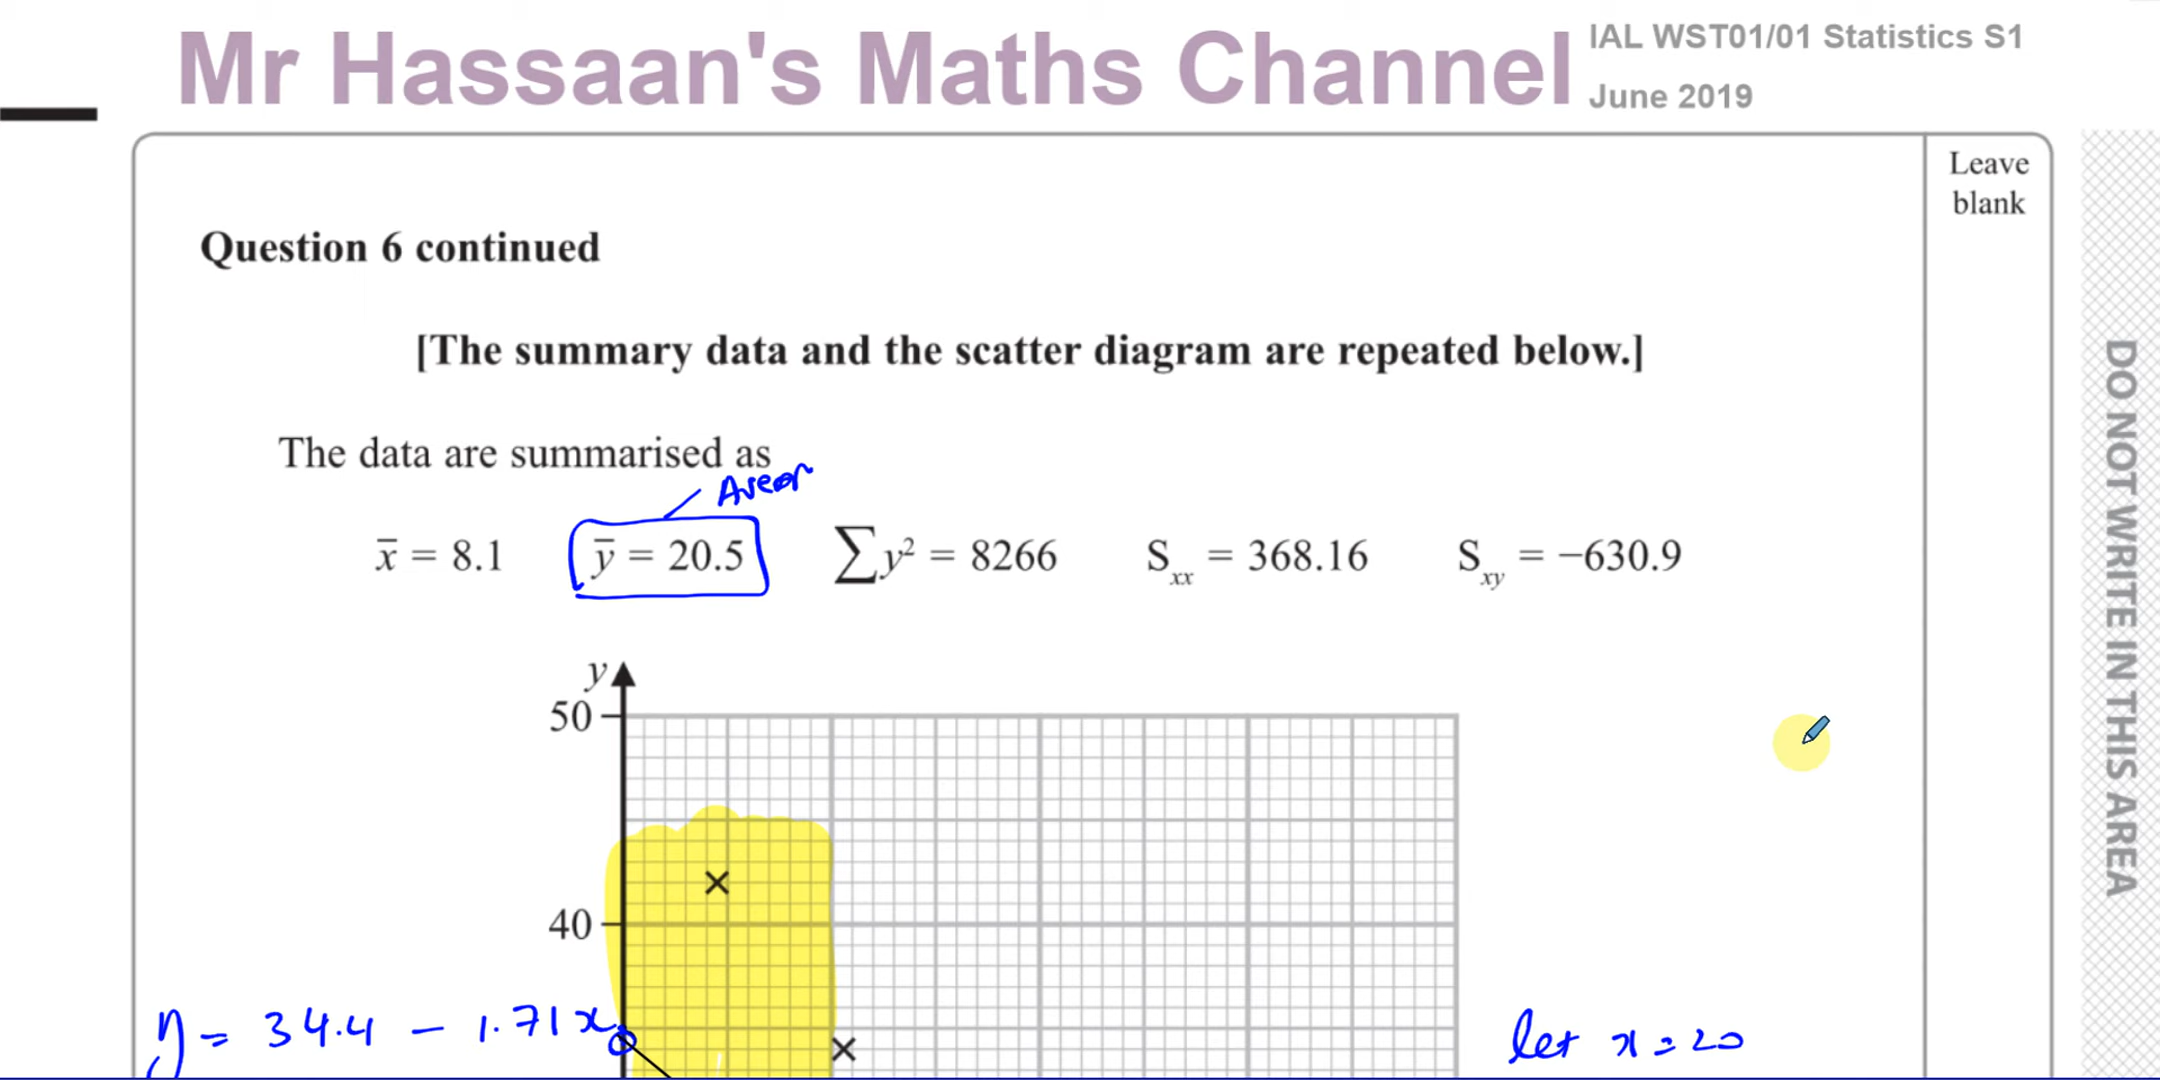 Mr Hassaan's Maths Channel
IAL WST01/01 Statistics S1
June 2019
Leave
blank
Question 6 continued
[The summary data and the scatter diagram are repeated below.]
The data are summarised as
x̄ = 8.1 ȳ = 20.5 ∑y² = 8266 Sxx = 368.16 Sxy = −630.9
y
50
40
y = 34.4 − 1.71x
let x = 20
DO NOT WRITE IN THIS AREA